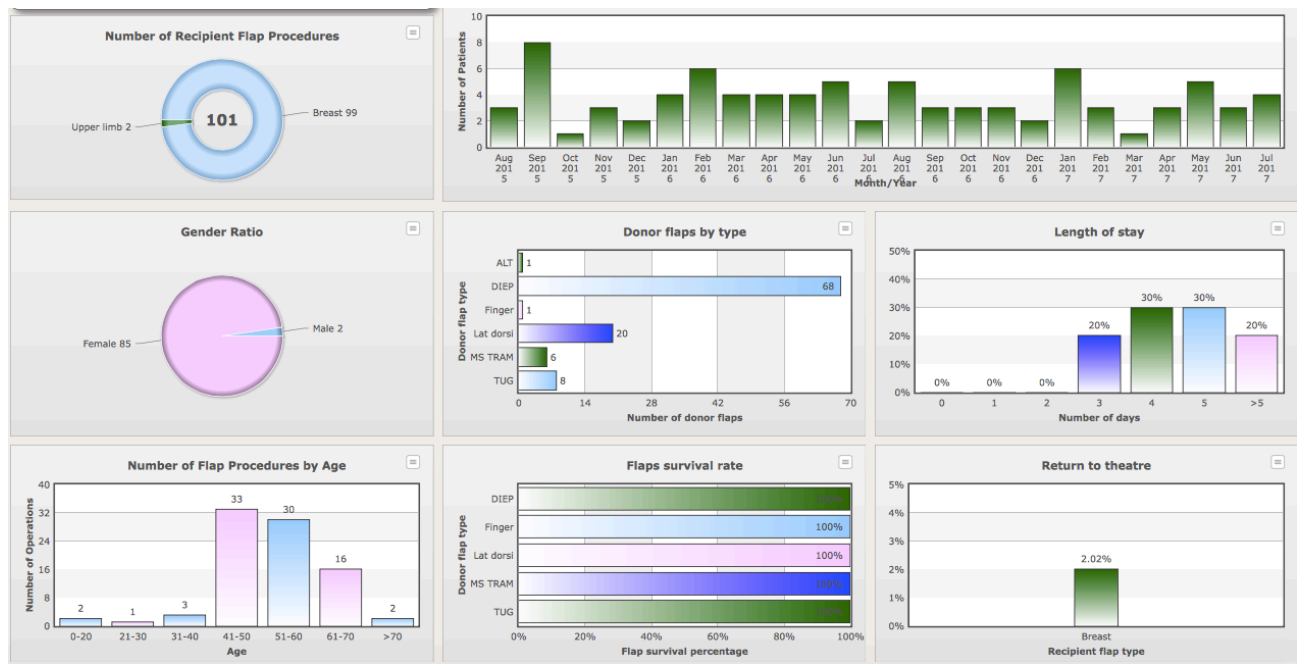 Number of Recipient Flap Procedures
101
Breast 99
Upper limb 2
Number of Patients
10
8
6
4
2
0
Aug 2015
Sep 2015
Oct 2015
Nov 2015
Dec 2015
Jan 2016
Feb 2016
Mar 2016
Apr 2016
May 2016
Jun 2016
Jul 2016
Aug 2016
Sep 2016
Oct 2016
Nov 2016
Dec 2016
Jan 2017
Feb 2017
Mar 2017
Apr 2017
May 2017
Jun 2017
Jul 2017
Month/Year
Gender Ratio
Male 2
Female 85
Donor flaps by type
Donor flap type
ALT 1
DIEP 68
Finger 1
Lat dorsi 20
MS TRAM 6
TUG 8
0 14 28 42 56 70
Number of donor flaps
Length of stay
50%
40%
30%
20%
10%
0%
0% 0% 0% 20% 30% 30% 20%
0 1 2 3 4 5 >5
Number of days
Number of Flap Procedures by Age
Number of Operations
40
32
24
16
8
0
2 1 3 33 30 16 2
0-20 21-30 31-40 41-50 51-60 61-70 >70
Age
Flaps survival rate
Donor flap type
DIEP 100%
Finger 100%
Lat dorsi 100%
MS TRAM 100%
TUG 100%
0% 20% 40% 60% 80% 100%
Flap survival percentage
Return to theatre
5%
4%
3%
2%
1%
0%
2.02%
Breast
Recipient flap type